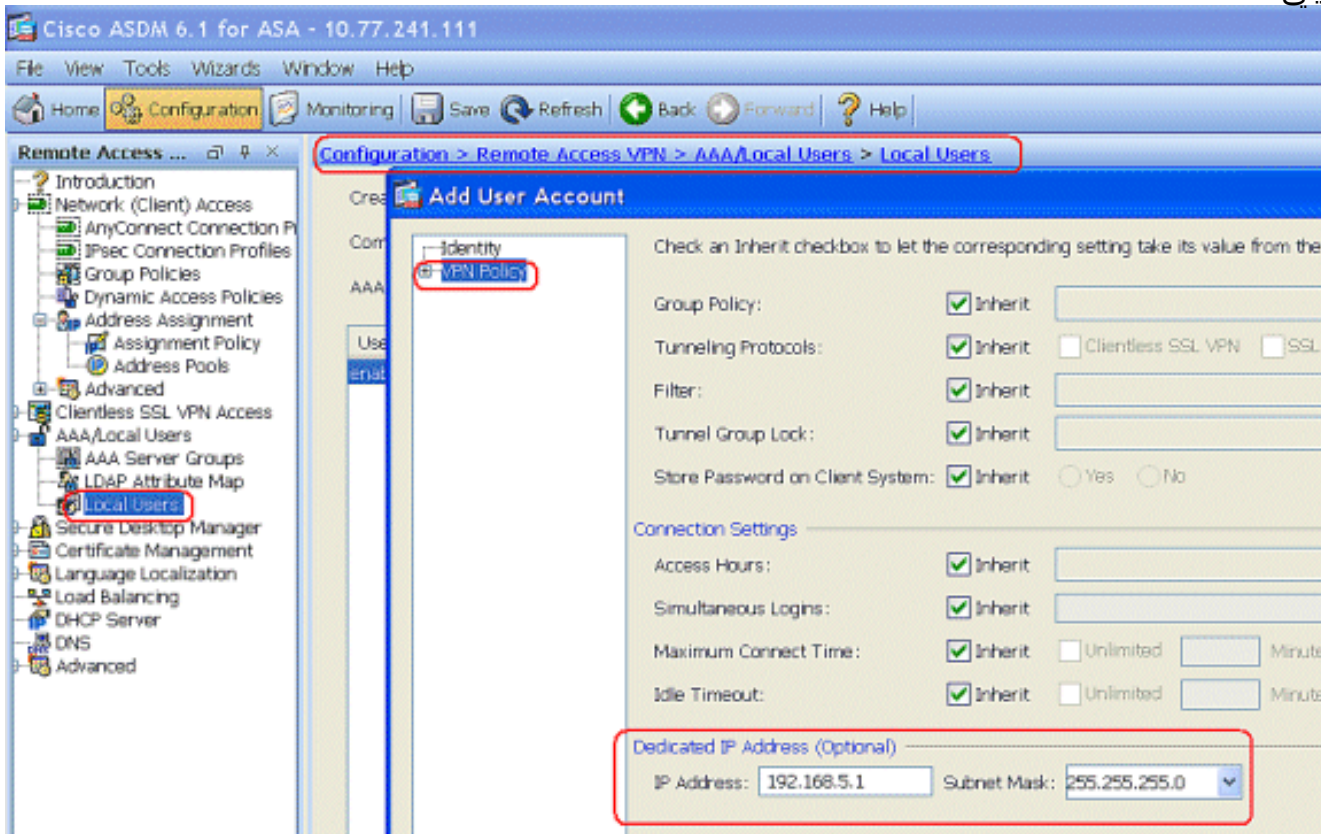 Cisco ASDM 6.1 for ASA - 10.77.241.111
File View Tools Wizards Window Help
Home Configuration Monitoring Save Refresh Back Forward Help
Remote Access ...
Introduction
Network (Client) Access
AnyConnect Connection P
IPsec Connection Profiles
Group Policies
Dynamic Access Policies
Address Assignment
Assignment Policy
Address Pools
Advanced
Clientless SSL VPN Access
AAA/Local Users
AAA Server Groups
LDAP Attribute Map
Local Users
Secure Desktop Manager
Certificate Management
Language Localization
Load Balancing
DHCP Server
DNS
Advanced
Configuration > Remote Access VPN > AAA/Local Users > Local Users
Crea
Com
AAA
Use
enab
Add User Account
Identity
VPN Policy
Check an Inherit checkbox to let the corresponding setting take its value from the
Group Policy: Inherit
Tunneling Protocols: Inherit Clientless SSL VPN SSL
Filter: Inherit
Tunnel Group Lock: Inherit
Store Password on Client System: Inherit Yes No
Connection Settings
Access Hours: Inherit
Simultaneous Logins: Inherit
Maximum Connect Time: Inherit Unlimited Minute
Idle Timeout: Inherit Unlimited Minute
Dedicated IP Address (Optional)
IP Address: 192.168.5.1 Subnet Mask: 255.255.255.0